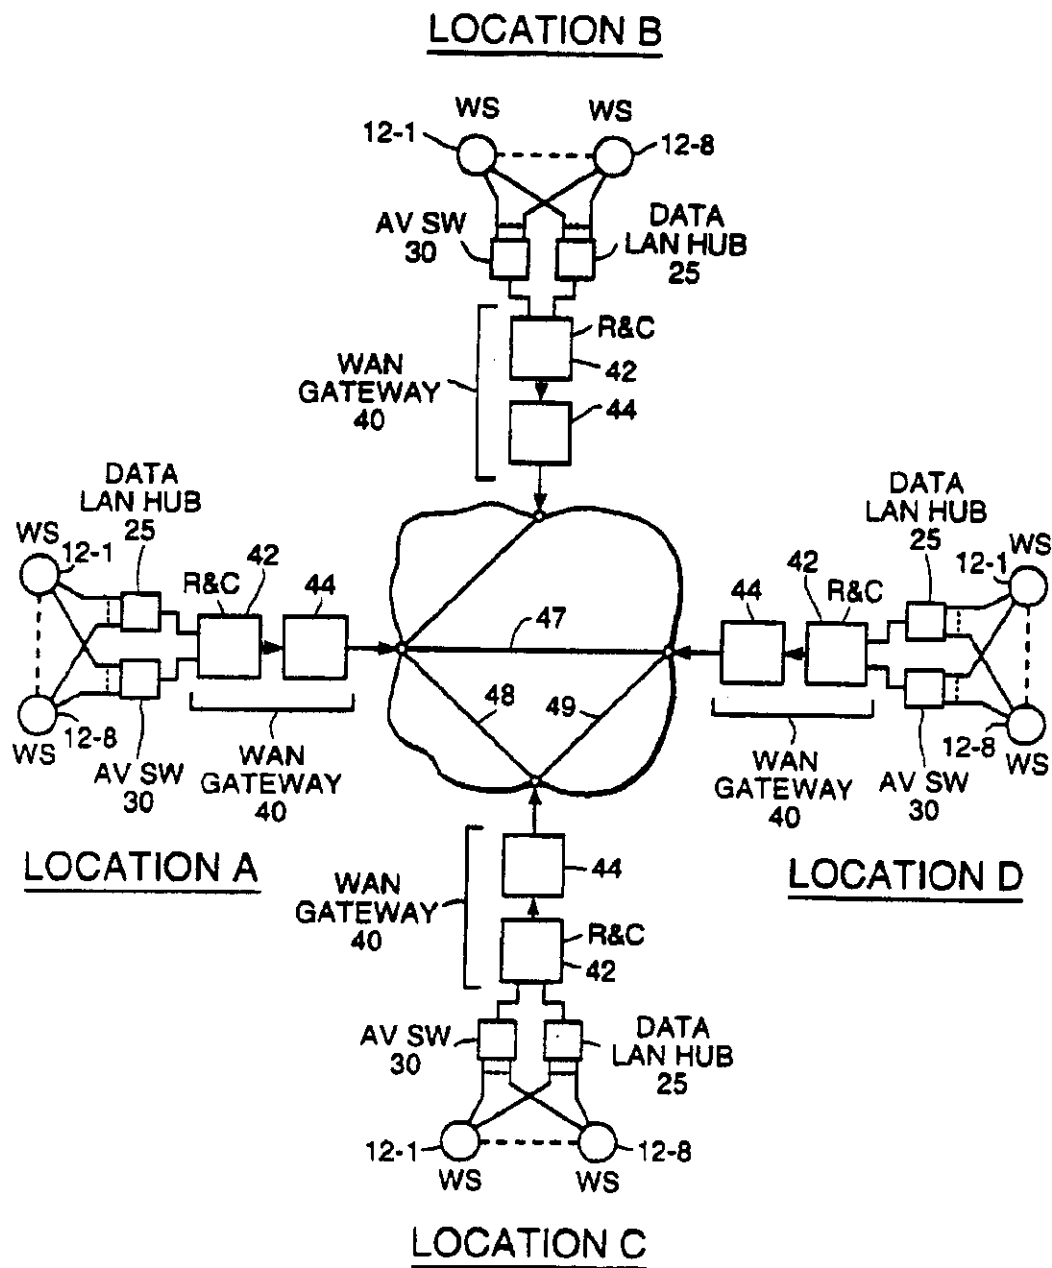 LOCATION B
WS
WS
12-1
12-8
AV SW
30
DATA
LAN HUB
25
R&C
42
WAN
GATEWAY
40
44
DATA
LAN HUB
25
WS
12-1
42
R&C
44
12-8
WS
AV SW
30
WAN
GATEWAY
40
LOCATION A
47
48
49
DATA
LAN HUB
25
WS
12-1
42
R&C
44
12-8
WS
WAN
GATEWAY
40
AV SW
30
LOCATION D
WAN
GATEWAY
40
44
R&C
42
AV SW
30
DATA
LAN HUB
25
12-1
12-8
WS
WS
LOCATION C